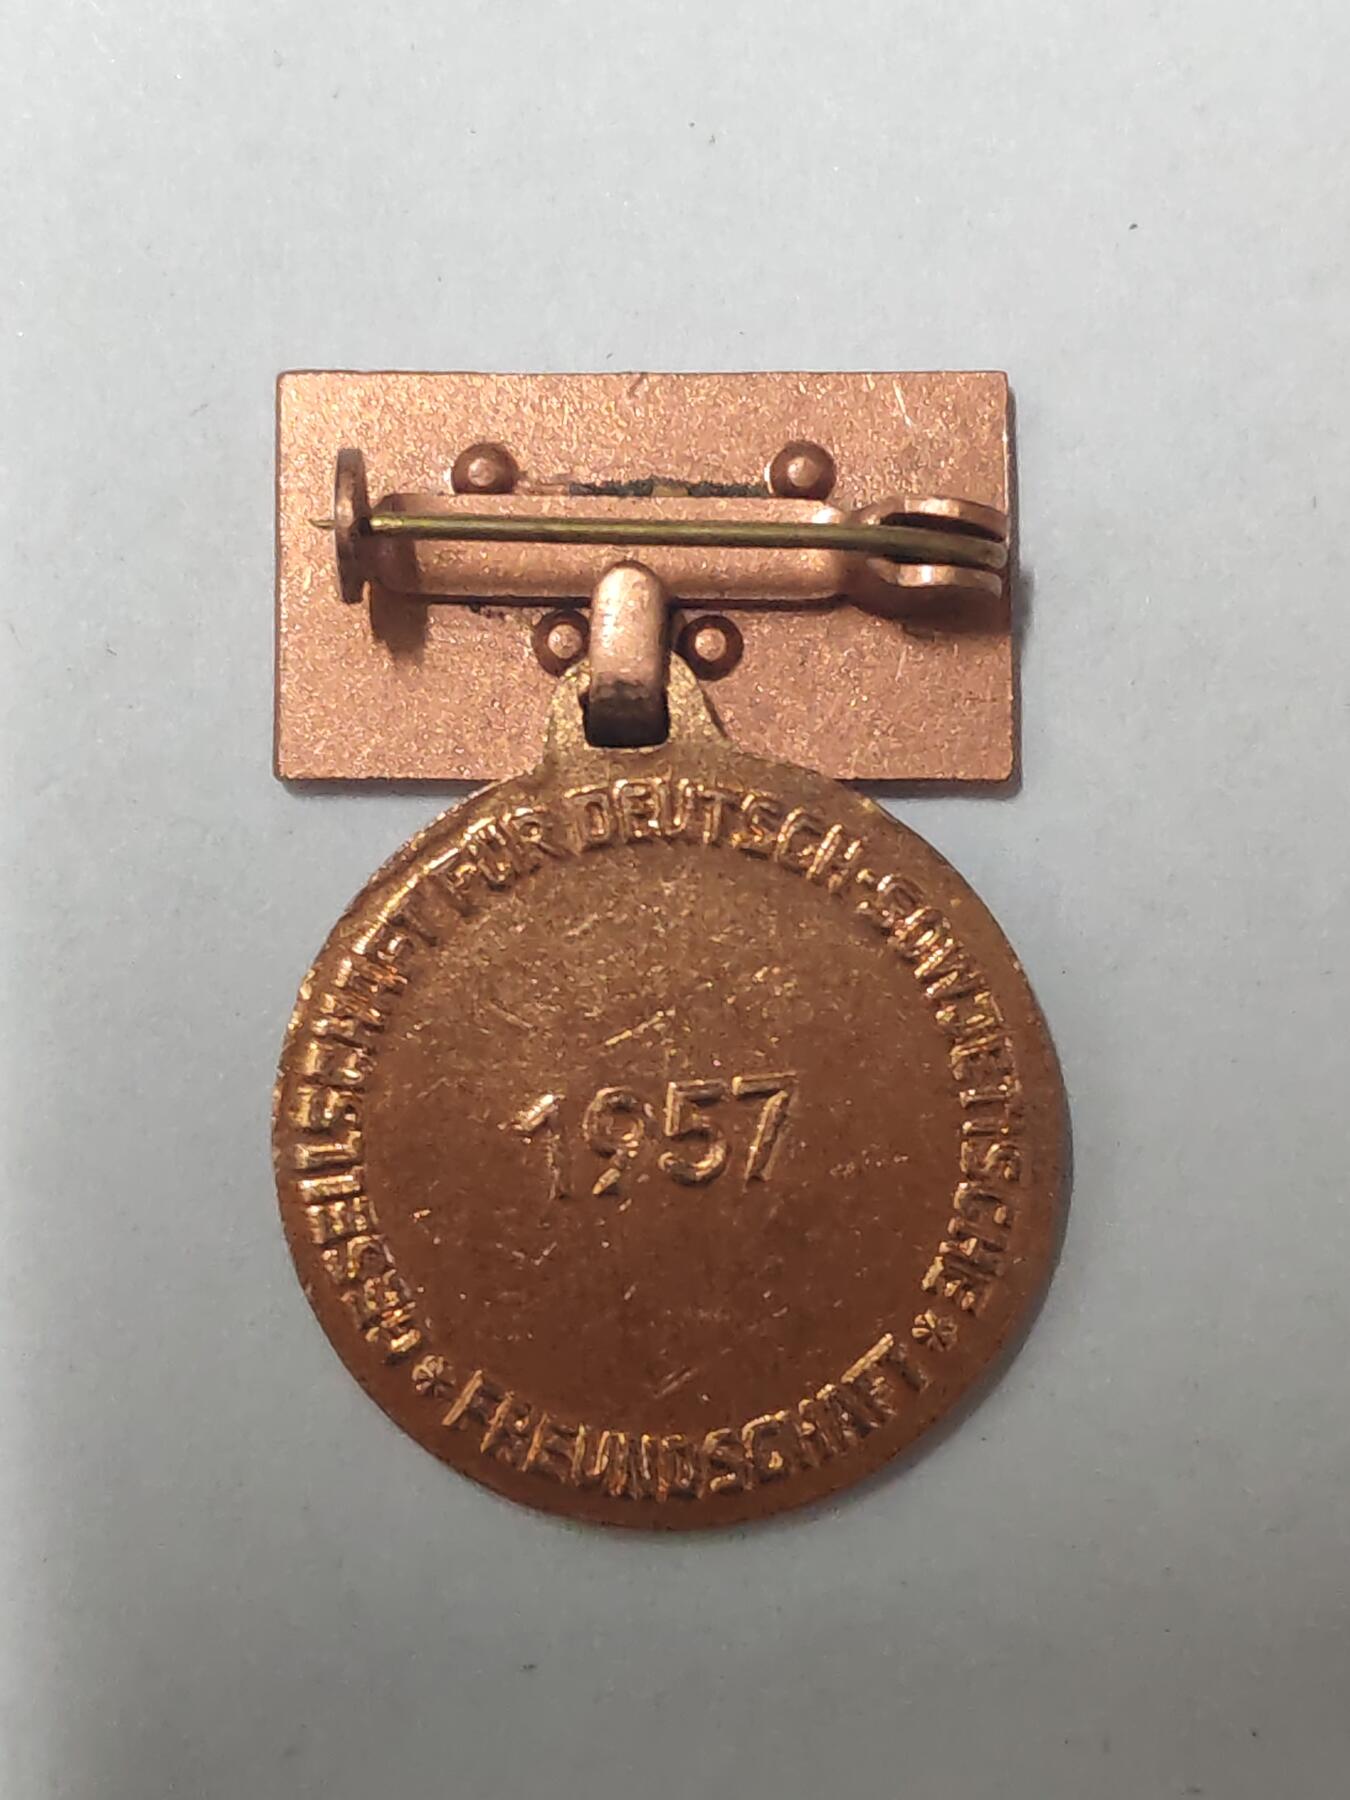 GESELLSCHAFT FÜR DEUTSCH-SOWJETISCHE
1957
* FREUNDSCHAFT *